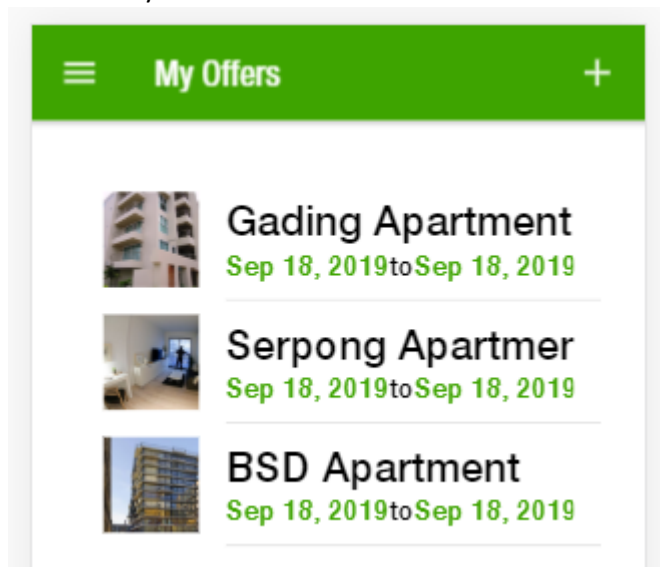 My Offers
Gading Apartment
Sep 18, 2019toSep 18, 2019
Serpong Apartmer
Sep 18, 2019toSep 18, 2019
BSD Apartment
Sep 18, 2019toSep 18, 2019